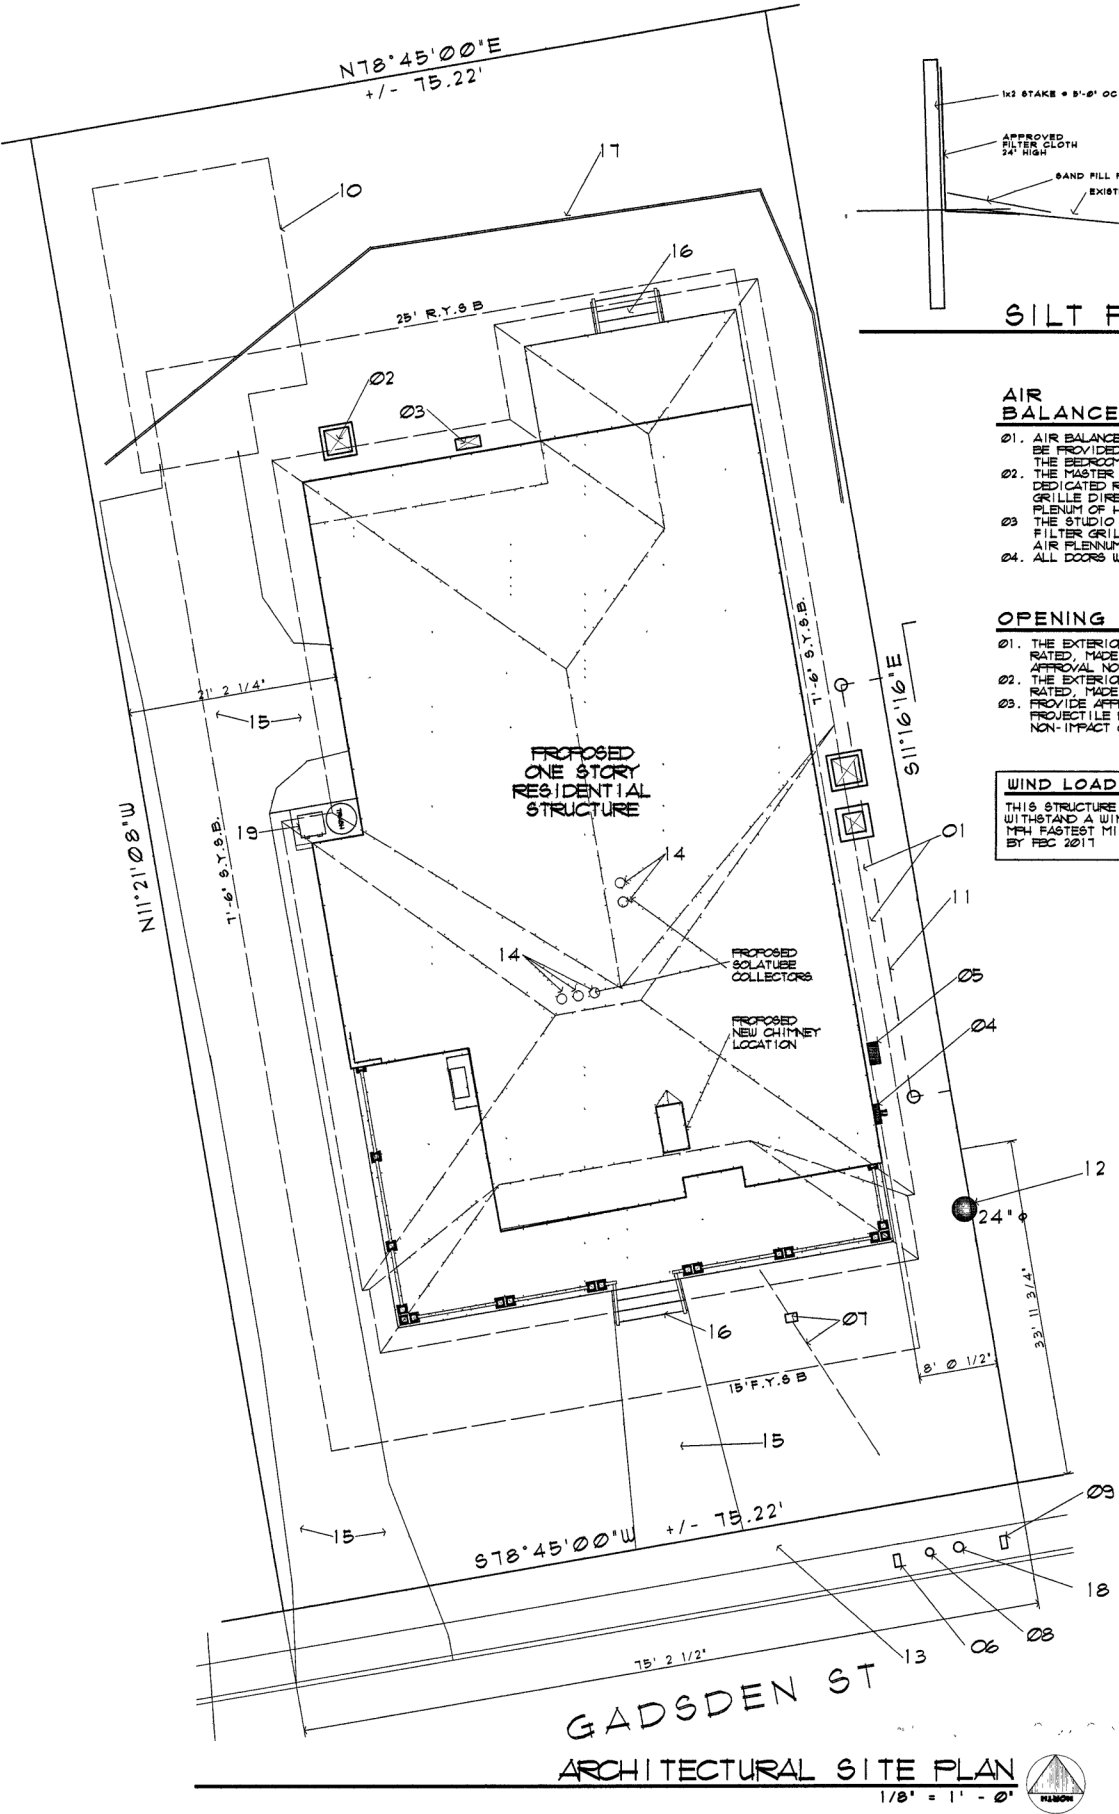 N78°45'00"E
+/- 75.22'
1x2 STAKE @ 5'-0" OC
APPROVED
FILTER CLOTH
24" HIGH
SAND FILL
EXIST
17
10
16
25' R.Y.S.B
SILT F
02
03
AIR
BALANCE
01. AIR BALANCE
BE PROVIDED
THE BEDROOM
02. THE MASTER
DEDICATED R
GRILLE DIRE
PLENUM OF H
03 THE STUDIO
FILTER GRIL
AIR PLENNUM
04. ALL DOORS W
OPENING
01. THE EXTERIOR
RATED, MADE
APPROVAL NO
02. THE EXTERIOR
RATED, MADE
03. PROVIDE APP
PROJECTILE
NON-IMPACT
7'-6" S.Y.S.B.
S11°16'16"E
21' 2 1/4"
15
PROPOSED
ONE STORY
RESIDENTIAL
STRUCTURE
WIND LOAD
THIS STRUCTURE
WITHSTAND A WIN
MPH FASTEST MI
BY FBC 2017
N11°21'08"W
7'-6" S.Y.S.B.
19
01
14
11
14
PROPOSED
SOLATUBE
COLLECTORS
05
PROPOSED
NEW CHIMNEY
LOCATION
04
12
24" ø
33' 11 3/4"
16
07
8' 0 1/2"
15' F.Y.S.B
15
15
S78°45'00"W +/- 75.22'
09
18
08
06
13
75' 2 1/2"
GADSDEN ST
ARCHITECTURAL SITE PLAN
1/8" = 1' - 0"
NORTH